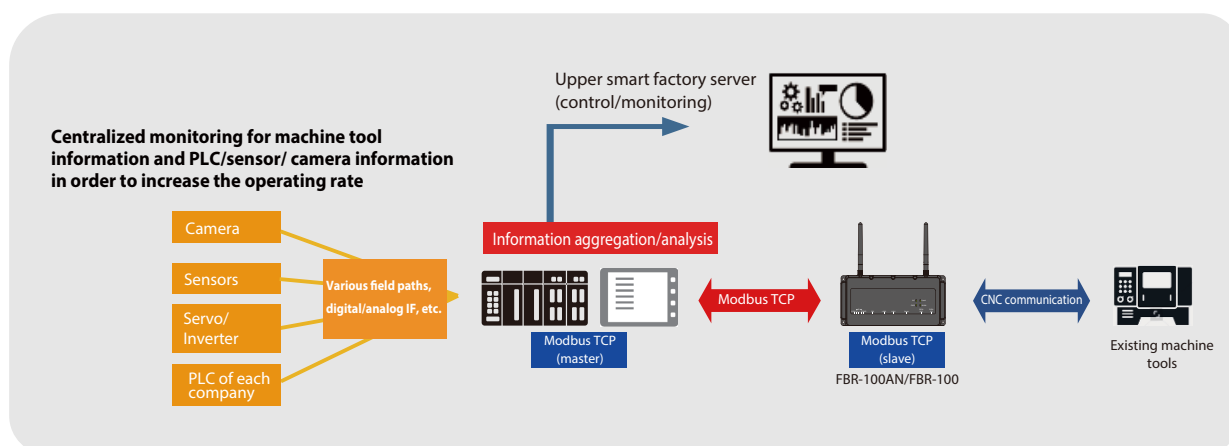 Upper smart factory server
(control/monitoring)
Centralized monitoring for machine tool
information and PLC/sensor/ camera information
in order to increase the operating rate
Camera
Sensors
Servo/
Inverter
PLC of each
company
Various field paths,
digital/analog IF, etc.
Information aggregation/analysis
Modbus TCP
(master)
Modbus TCP
Modbus TCP
(slave)
FBR-100AN/FBR-100
CNC communication
Existing machine
tools